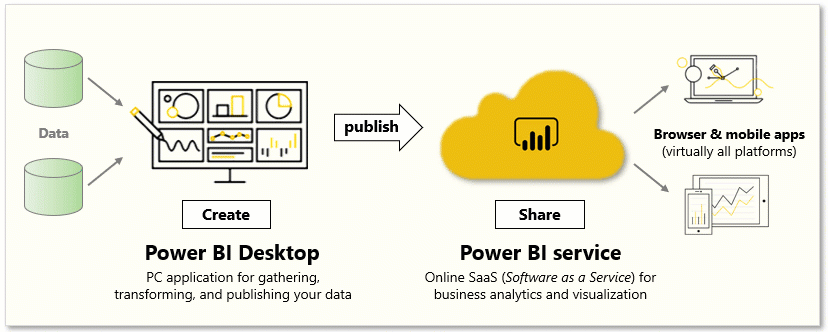 Data
publish
Browser & mobile apps
(virtually all platforms)
Create
Share
Power BI Desktop
PC application for gathering,
transforming, and publishing your data
Power BI service
Online SaaS (Software as a Service) for
business analytics and visualization